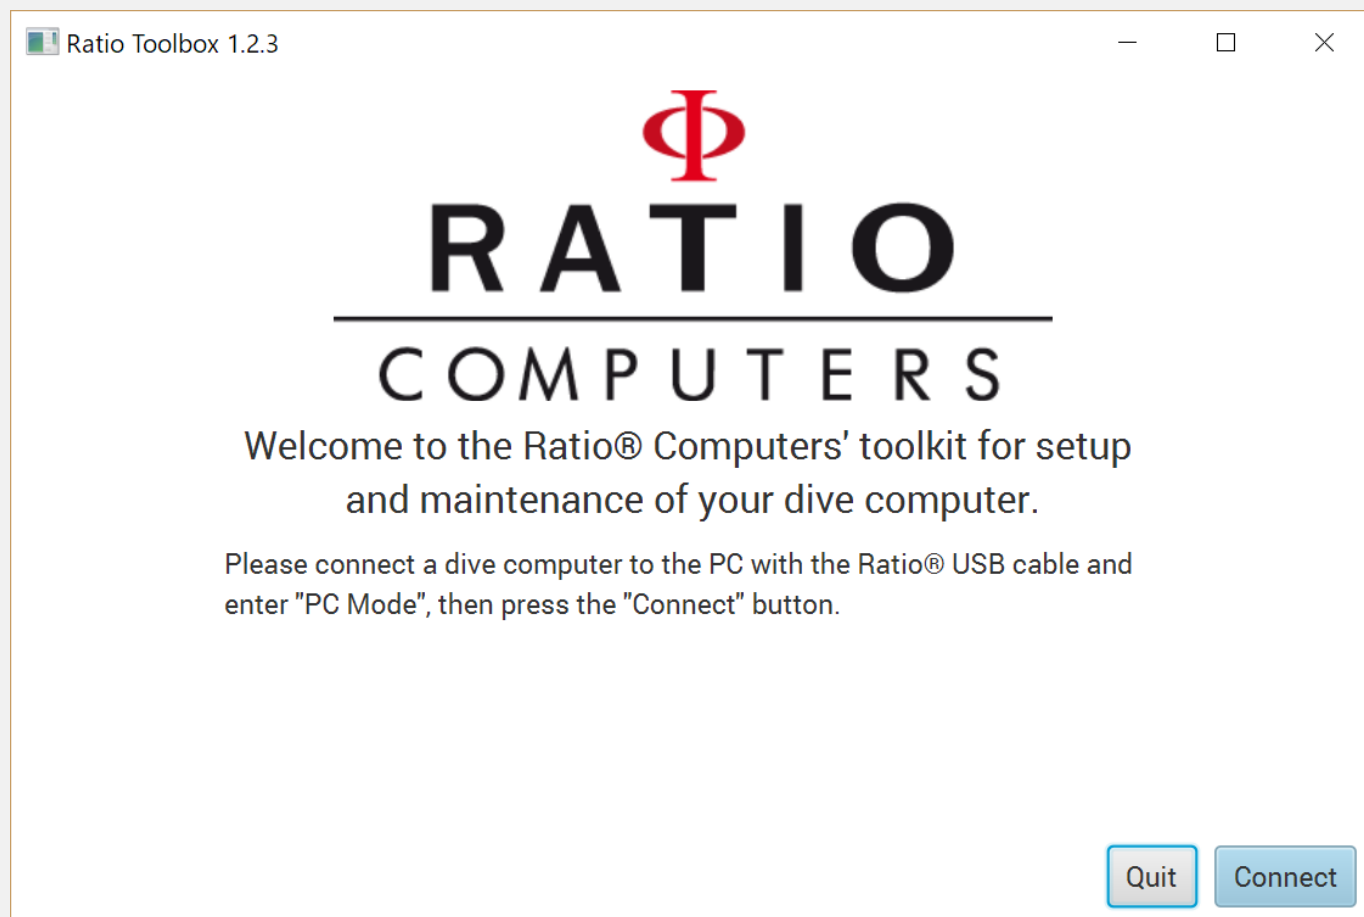 Ratio Toolbox 1.2.3
RATIO
COMPUTERS
Welcome to the Ratio® Computers' toolkit for setup
and maintenance of your dive computer.
Please connect a dive computer to the PC with the Ratio® USB cable and
enter "PC Mode", then press the "Connect" button.
Quit Connect